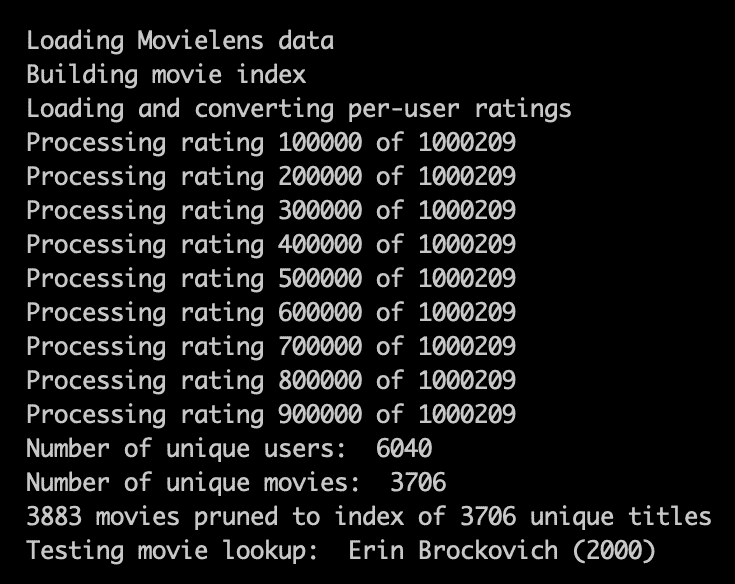 Loading Movielens data
Building movie index
Loading and converting per-user ratings
Processing rating 100000 of 1000209
Processing rating 200000 of 1000209
Processing rating 300000 of 1000209
Processing rating 400000 of 1000209
Processing rating 500000 of 1000209
Processing rating 600000 of 1000209
Processing rating 700000 of 1000209
Processing rating 800000 of 1000209
Processing rating 900000 of 1000209
Number of unique users:  6040
Number of unique movies:  3706
3883 movies pruned to index of 3706 unique titles
Testing movie lookup:  Erin Brockovich (2000)